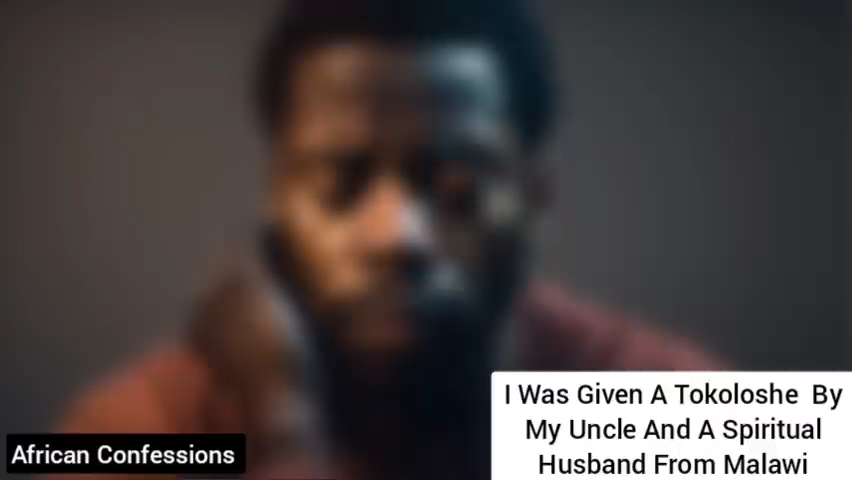 I Was Given A Tokoloshe By
My Uncle And A Spiritual
Husband From Malawi
African Confessions